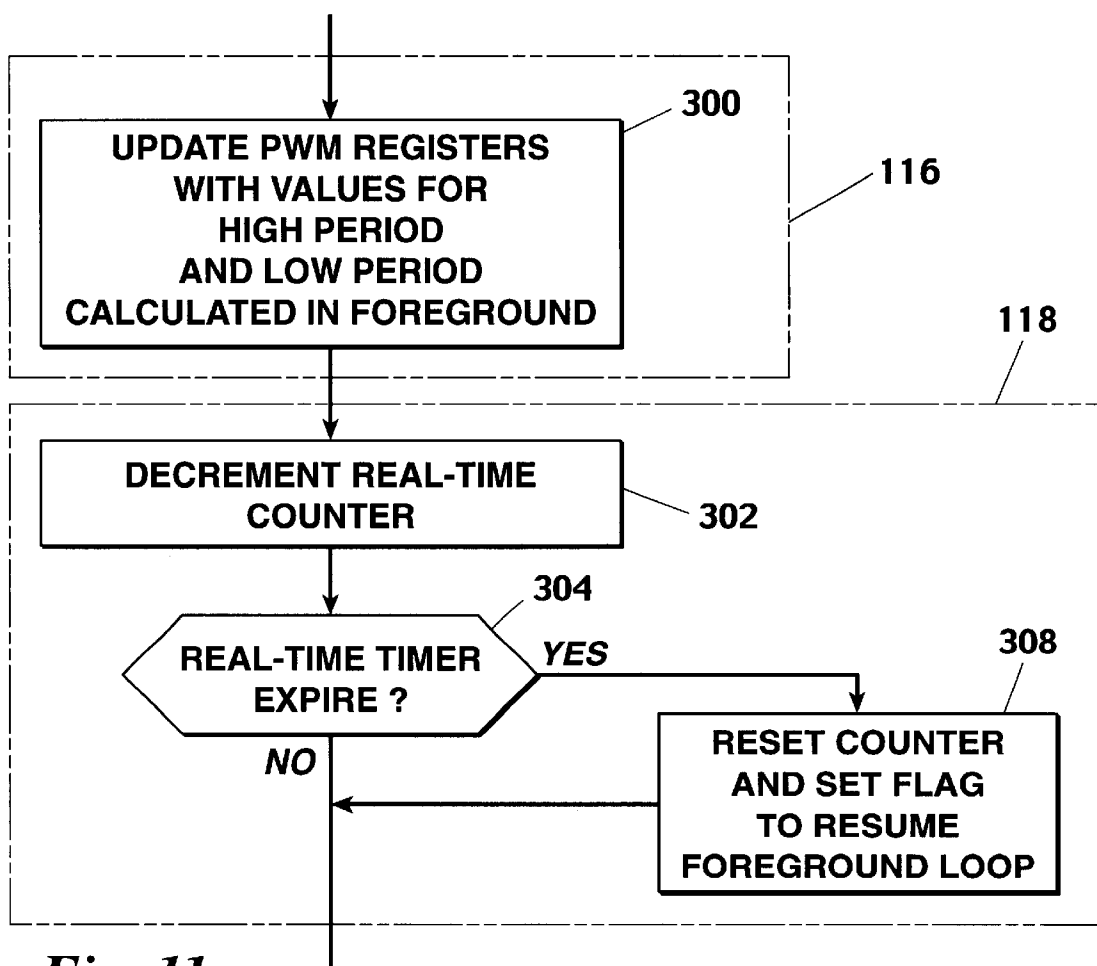 300
UPDATE PWM REGISTERS
WITH VALUES FOR
HIGH PERIOD
AND LOW PERIOD
CALCULATED IN FOREGROUND
116
118
DECREMENT REAL-TIME
COUNTER
302
304
REAL-TIME TIMER
EXPIRE ?
YES
NO
308
RESET COUNTER
AND SET FLAG
TO RESUME
FOREGROUND LOOP